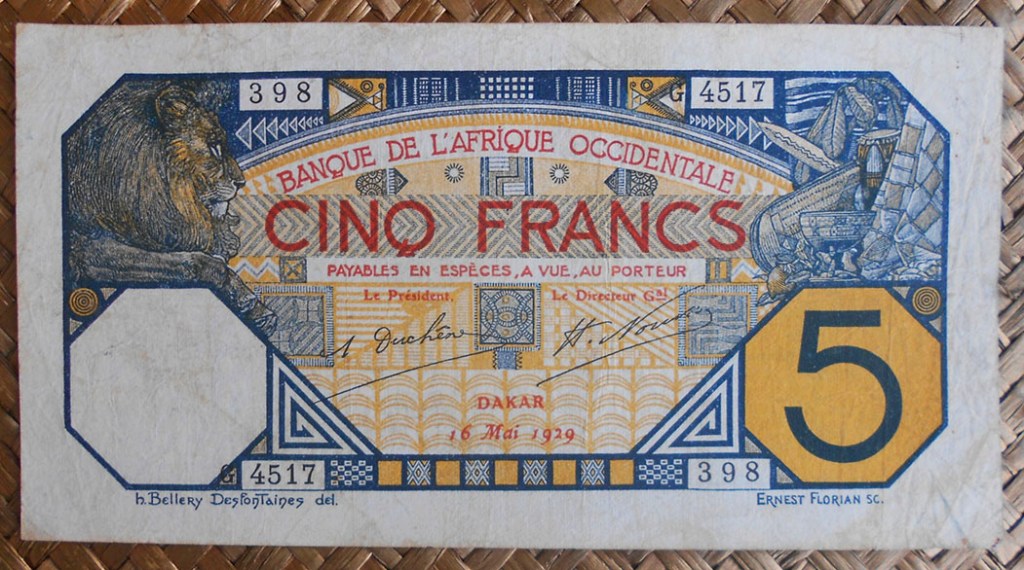 398
G 4517
BANQUE DE L'AFRIQUE OCCIDENTALE
CINQ FRANCS
PAYABLES EN ESPÈCES, A VUE, AU PORTEUR
Le Président,
Le Directeur Gal
A Duchêne
DAKAR
16 Mai 1929
5
G 4517
398
h. Bellery Desfontaines del.
ERNEST FLORIAN SC.